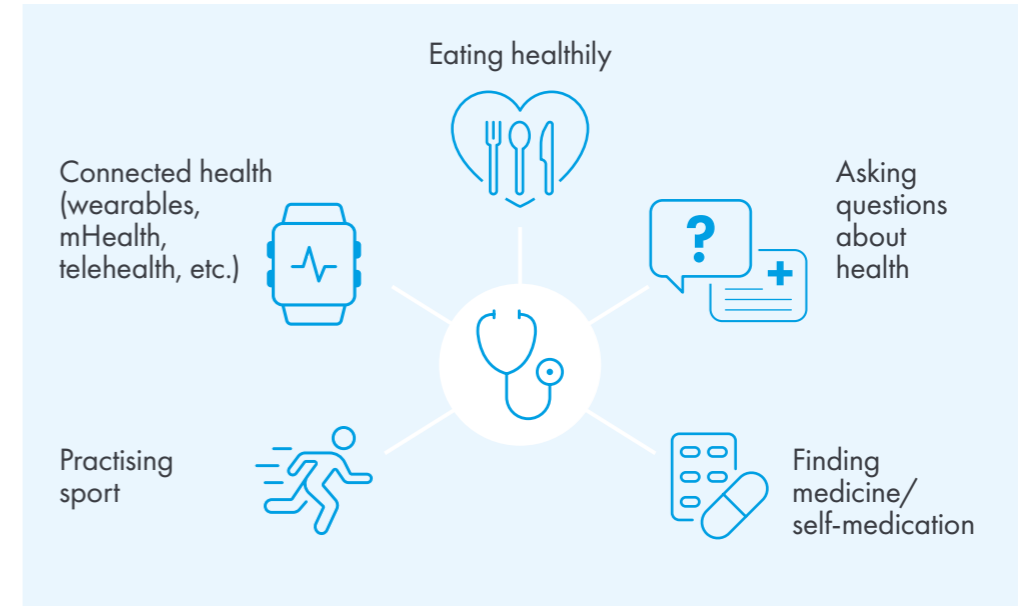 Eating healthily
Connected health
(wearables,
mHealth,
telehealth, etc.)
Asking
questions
about
health
?
Practising
sport
Finding
medicine/
self-medication